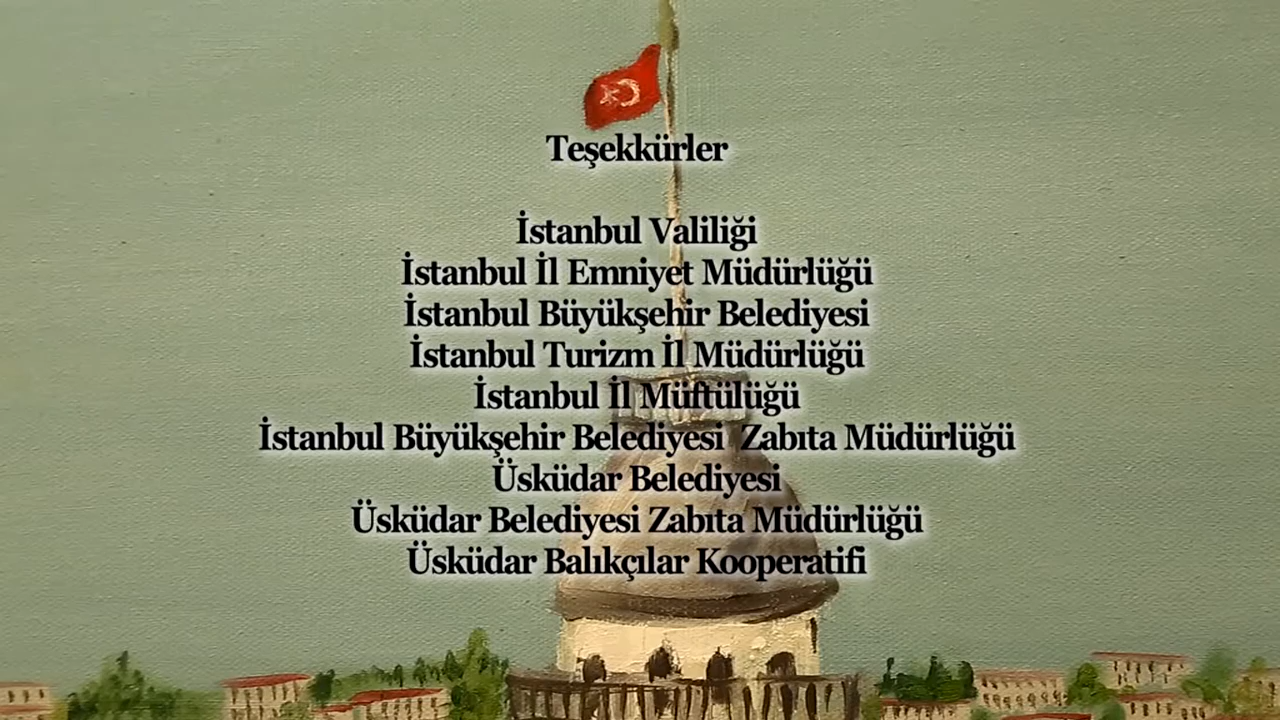 Teşekkürler
İstanbul Valiliği
İstanbul İl Emniyet Müdürlüğü
İstanbul Büyükşehir Belediyesi
İstanbul Turizm İl Müdürlüğü
İstanbul İl Müftülüğü
İstanbul Büyükşehir Belediyesi Zabıta Müdürlüğü
Üsküdar Belediyesi
Üsküdar Belediyesi Zabıta Müdürlüğü
Üsküdar Balıkçılar Kooperatifi